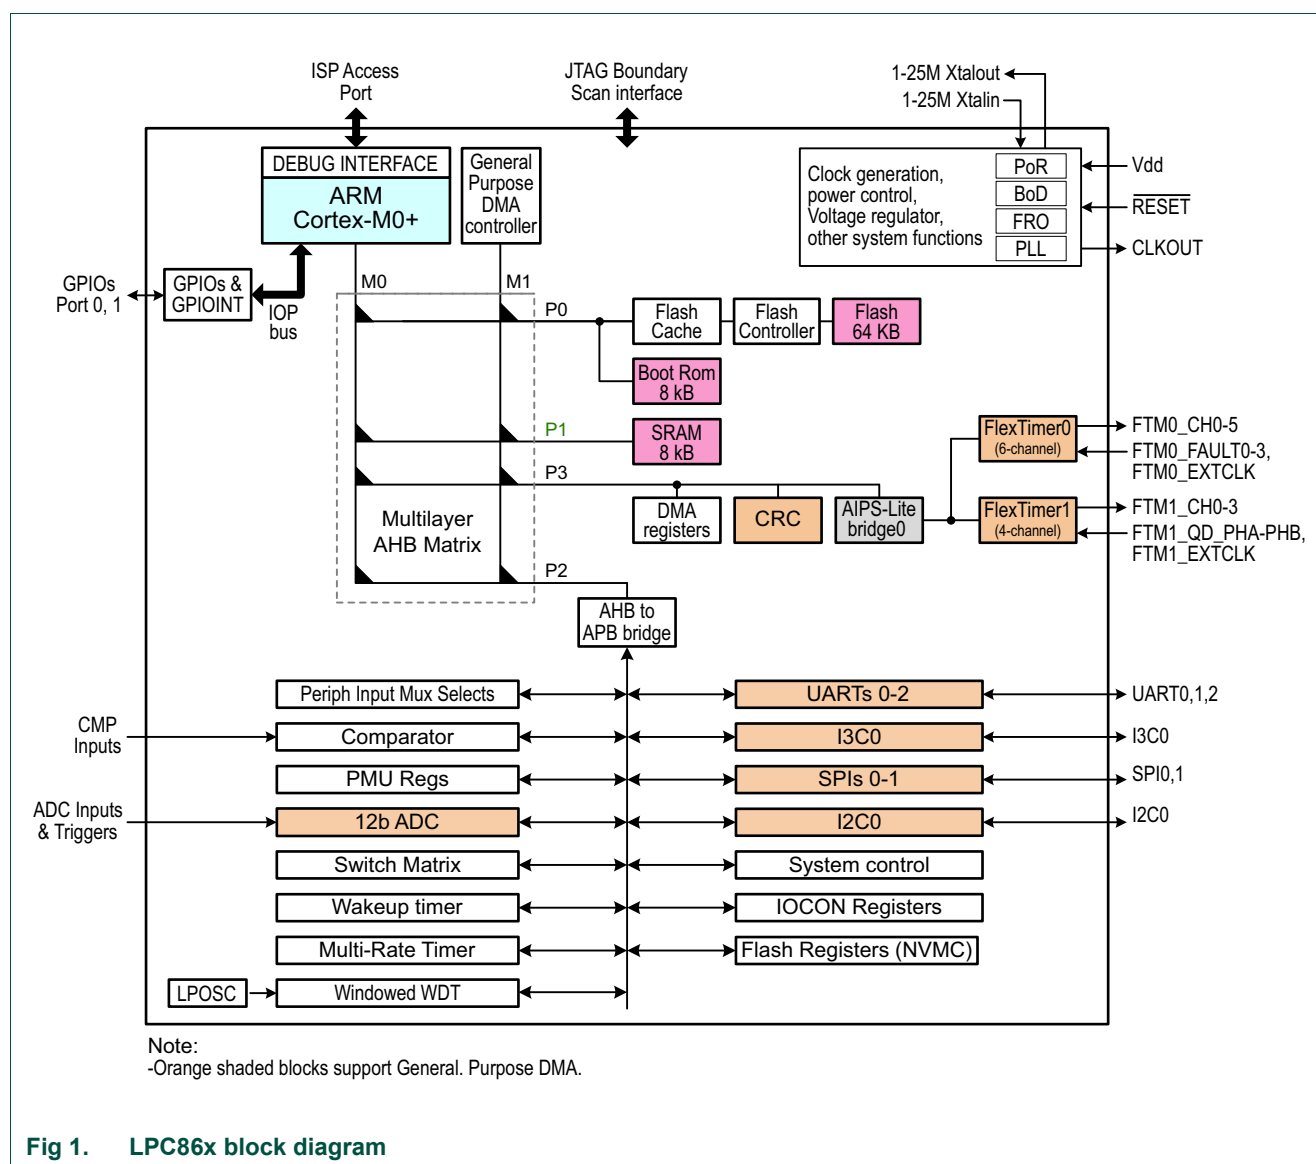 ISP Access
Port
JTAG Boundary
Scan interface
1-25M Xtalout
1-25M Xtalin
DEBUG INTERFACE
ARM
Cortex-M0+
General
Purpose
DMA
controller
Clock generation,
power control,
Voltage regulator,
other system functions
PoR
BoD
FRO
PLL
Vdd
RESET
CLKOUT
GPIOs
Port 0, 1
GPIOs &
GPIOINT
IOP
bus
M0
M1
P0
Flash
Cache
Flash
Controller
Flash
64 KB
Boot Rom
8 kB
P1
SRAM
8 kB
P3
DMA
registers
CRC
AIPS-Lite
bridge0
FlexTimer0
(6-channel)
FTM0_CH0-5
FTM0_FAULT0-3,
FTM0_EXTCLK
FlexTimer1
(4-channel)
FTM1_CH0-3
FTM1_QD_PHA-PHB,
FTM1_EXTCLK
Multilayer
AHB Matrix
P2
AHB to
APB bridge
Periph Input Mux Selects
UARTs 0-2
UART0,1,2
CMP
Inputs
Comparator
I3C0
I3C0
PMU Regs
SPIs 0-1
SPI0,1
ADC Inputs
& Triggers
12b ADC
I2C0
I2C0
Switch Matrix
System control
Wakeup timer
IOCON Registers
Multi-Rate Timer
Flash Registers (NVMC)
LPOSC
Windowed WDT
Note:
-Orange shaded blocks support General. Purpose DMA.
Fig 1. LPC86x block diagram